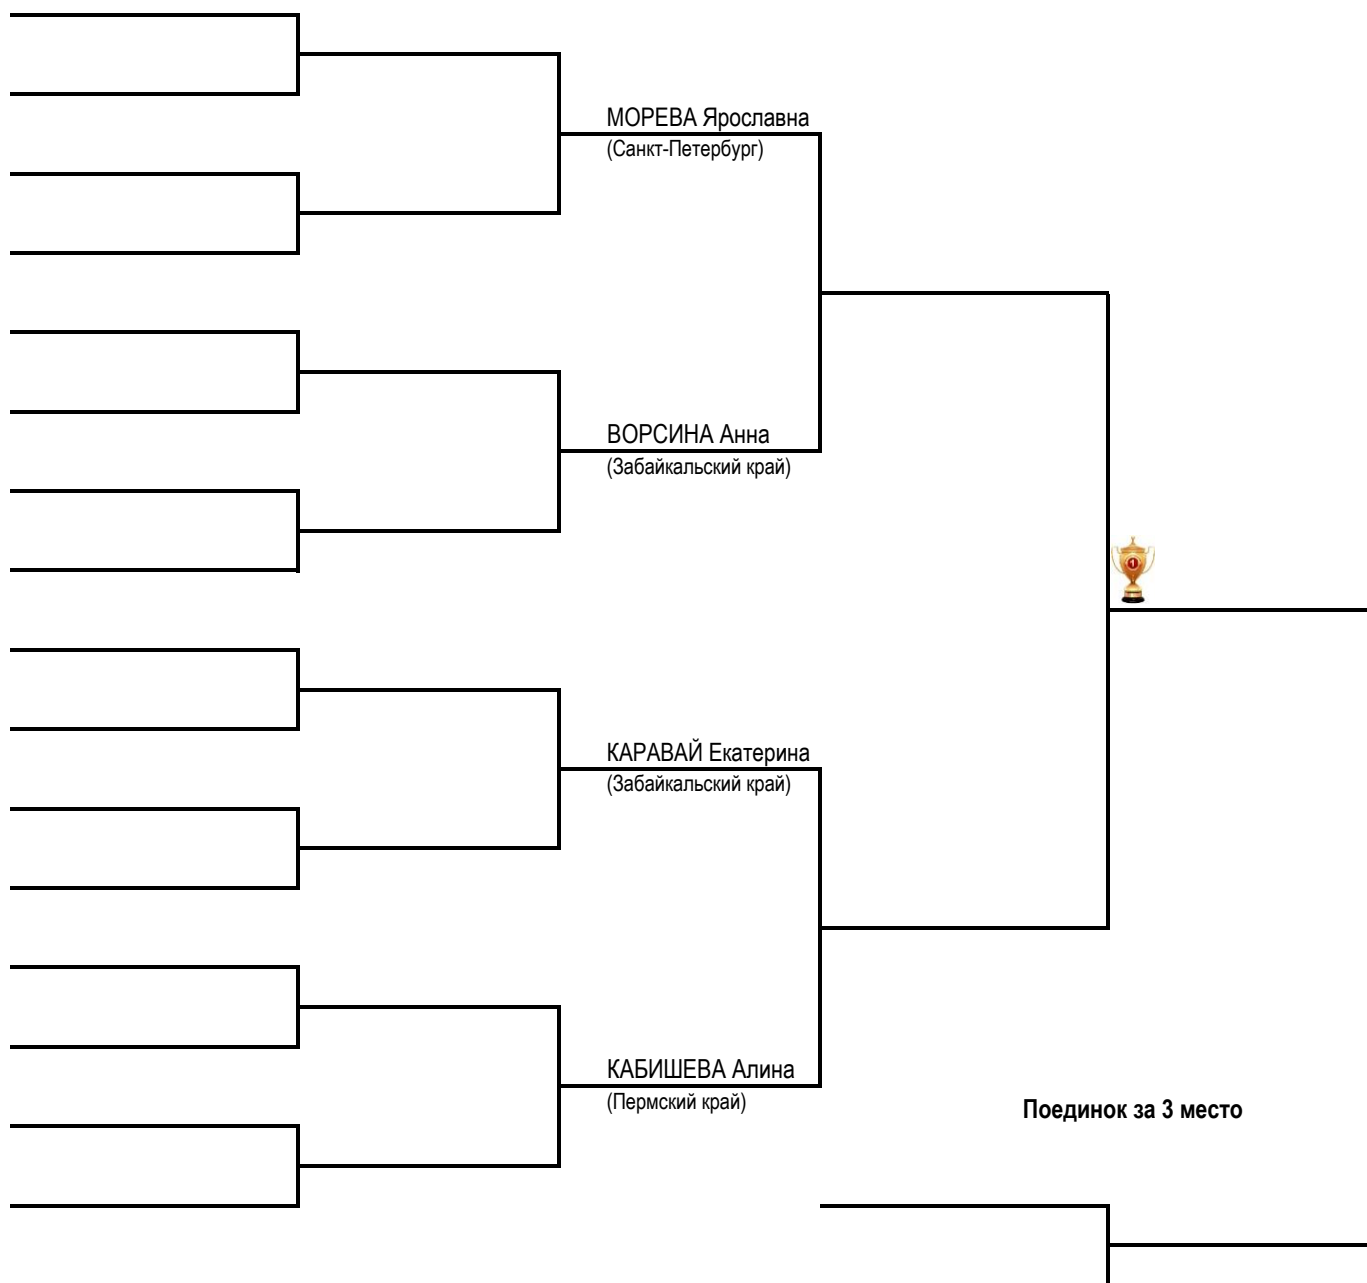 МОРЕВА Ярославна
(Санкт-Петербург)
ВОРСИНА Анна
(Забайкальский край)
1
КАРАВАЙ Екатерина
(Забайкальский край)
КАБИШЕВА Алина
(Пермский край)
Поединок за 3 место